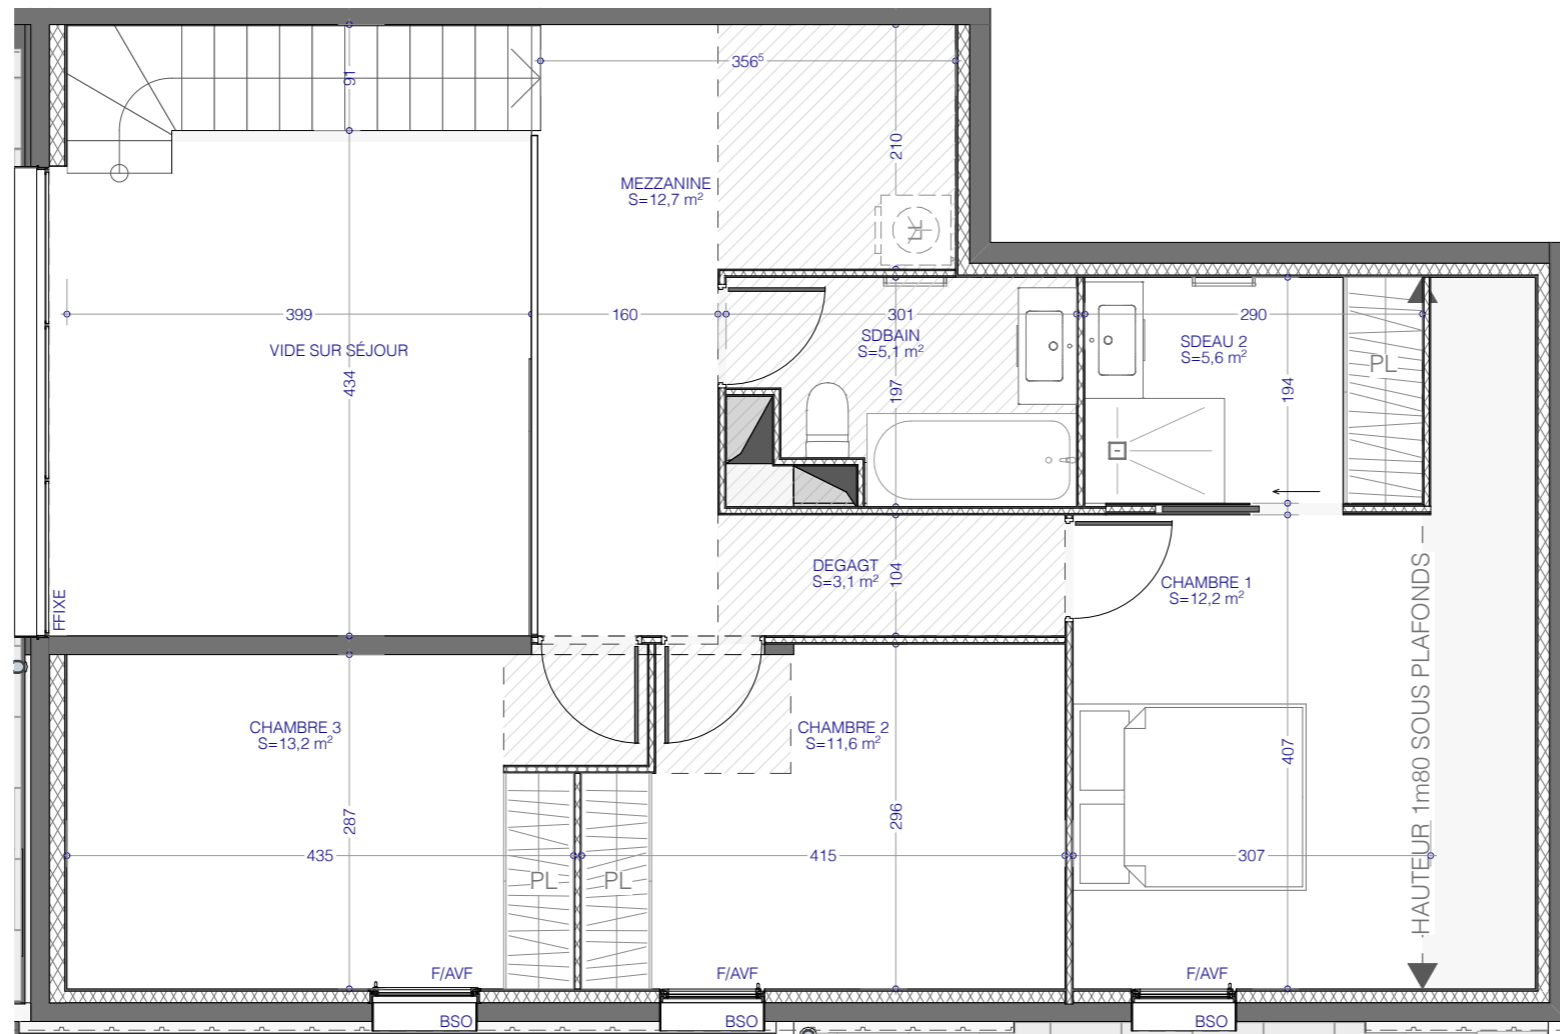 91
356⁵
210
MEZZANINE
S=12,7 m²
LL
399
VIDE SUR SÉJOUR
434
160
301
SDBAIN
S=5,1 m²
197
290
SDEAU 2
S=5,6 m²
194
PL
FFIXE
DEGAGT
S=3,1 m²
104
CHAMBRE 1
S=12,2 m²
HAUTEUR 1m80 SOUS PLAFONDS
CHAMBRE 3
S=13,2 m²
CHAMBRE 2
S=11,6 m²
407
287
296
435
415
307
PL
PL
F/AVF
F/AVF
F/AVF
BSO
BSO
BSO